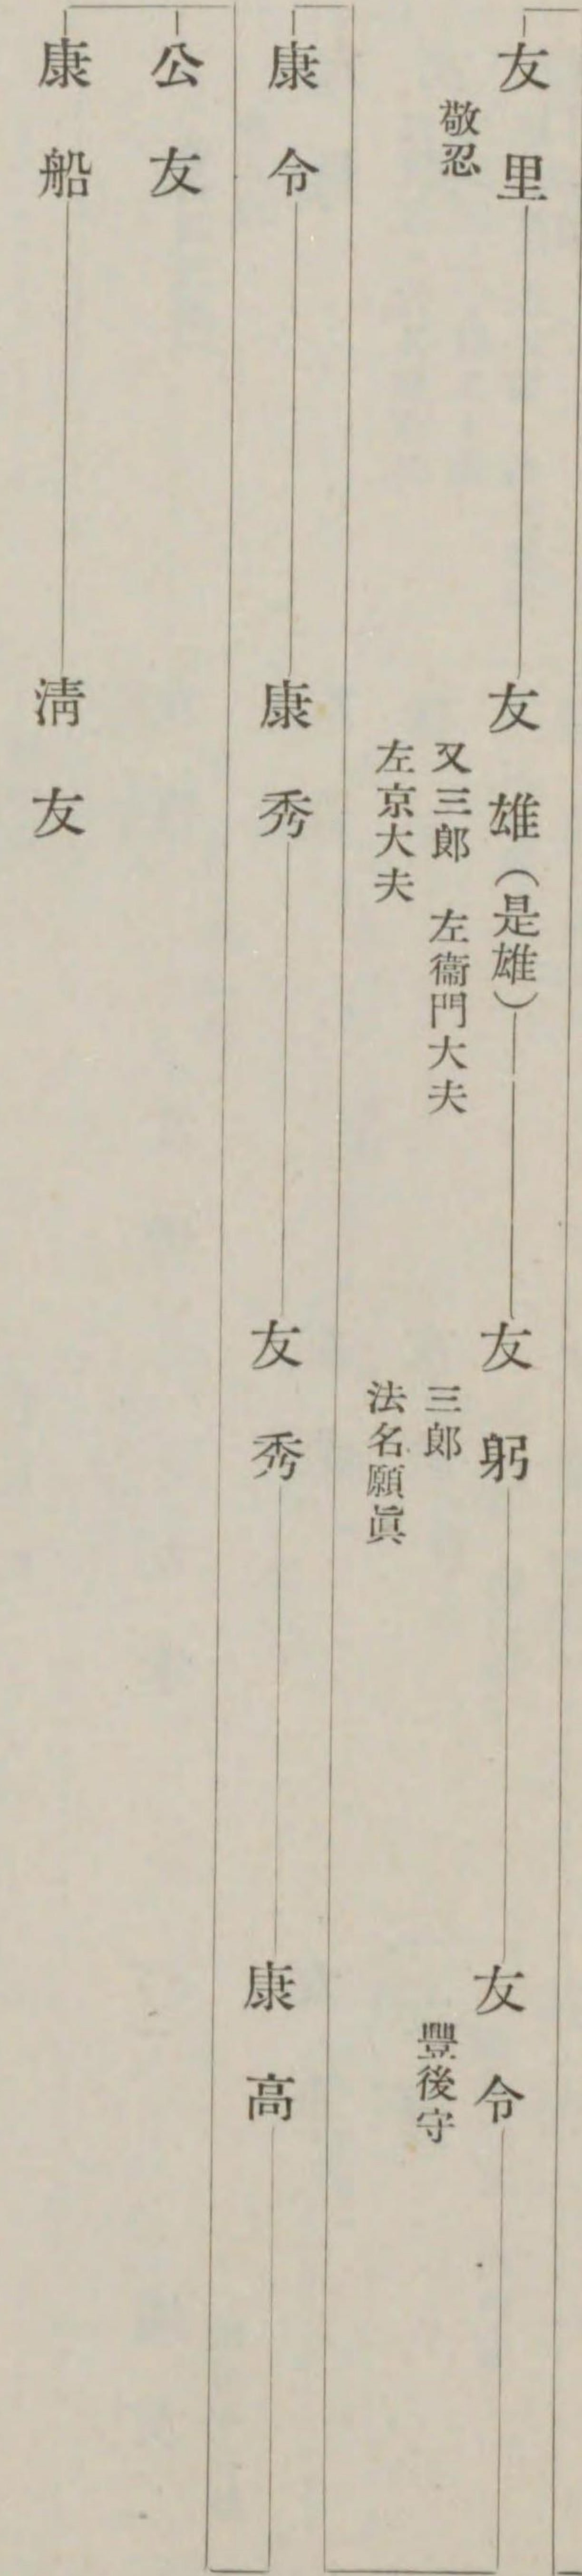 友里
敬忍
友雄（是雄）
又三郎　左衞門大夫
左京大夫
友躬
三郎
法名願眞
友令
豐後守
康令
康秀
友秀
康高
公友
康船
淸友